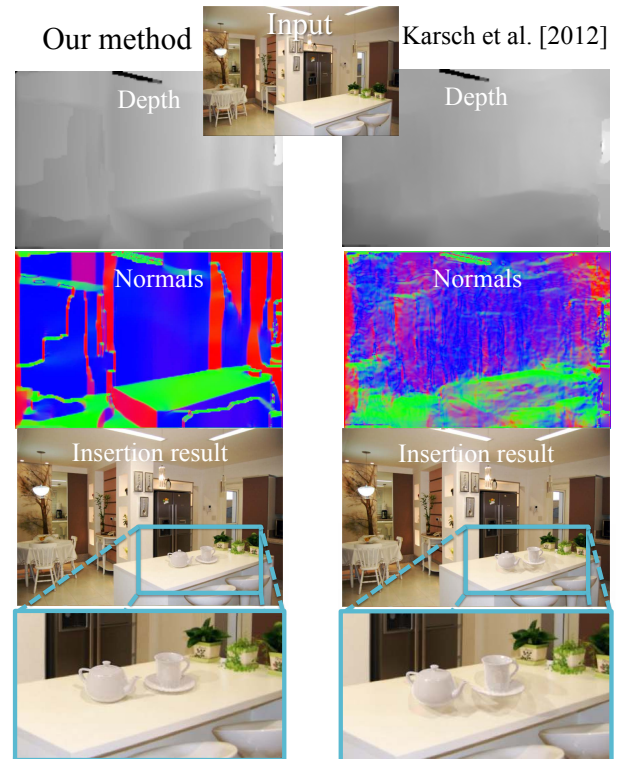 Our method
Input
Karsch et al. [2012]
Depth
Depth
Normals
Normals
Insertion result
Insertion result